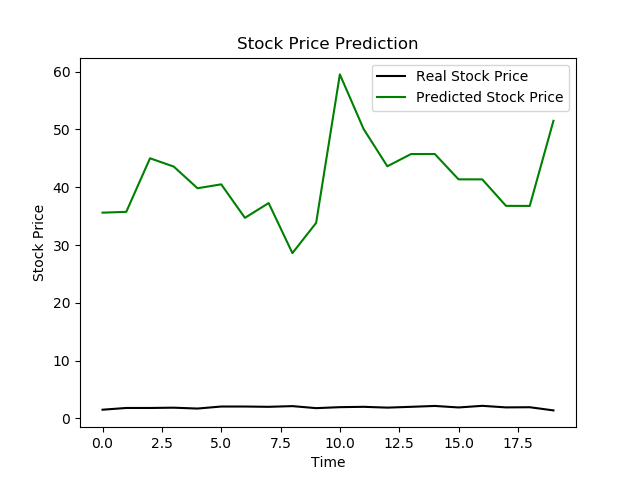 Stock Price Prediction
Real Stock Price
Predicted Stock Price
Stock Price
60
50
40
30
20
10
0
0.0 2.5 5.0 7.5 10.0 12.5 15.0 17.5
Time